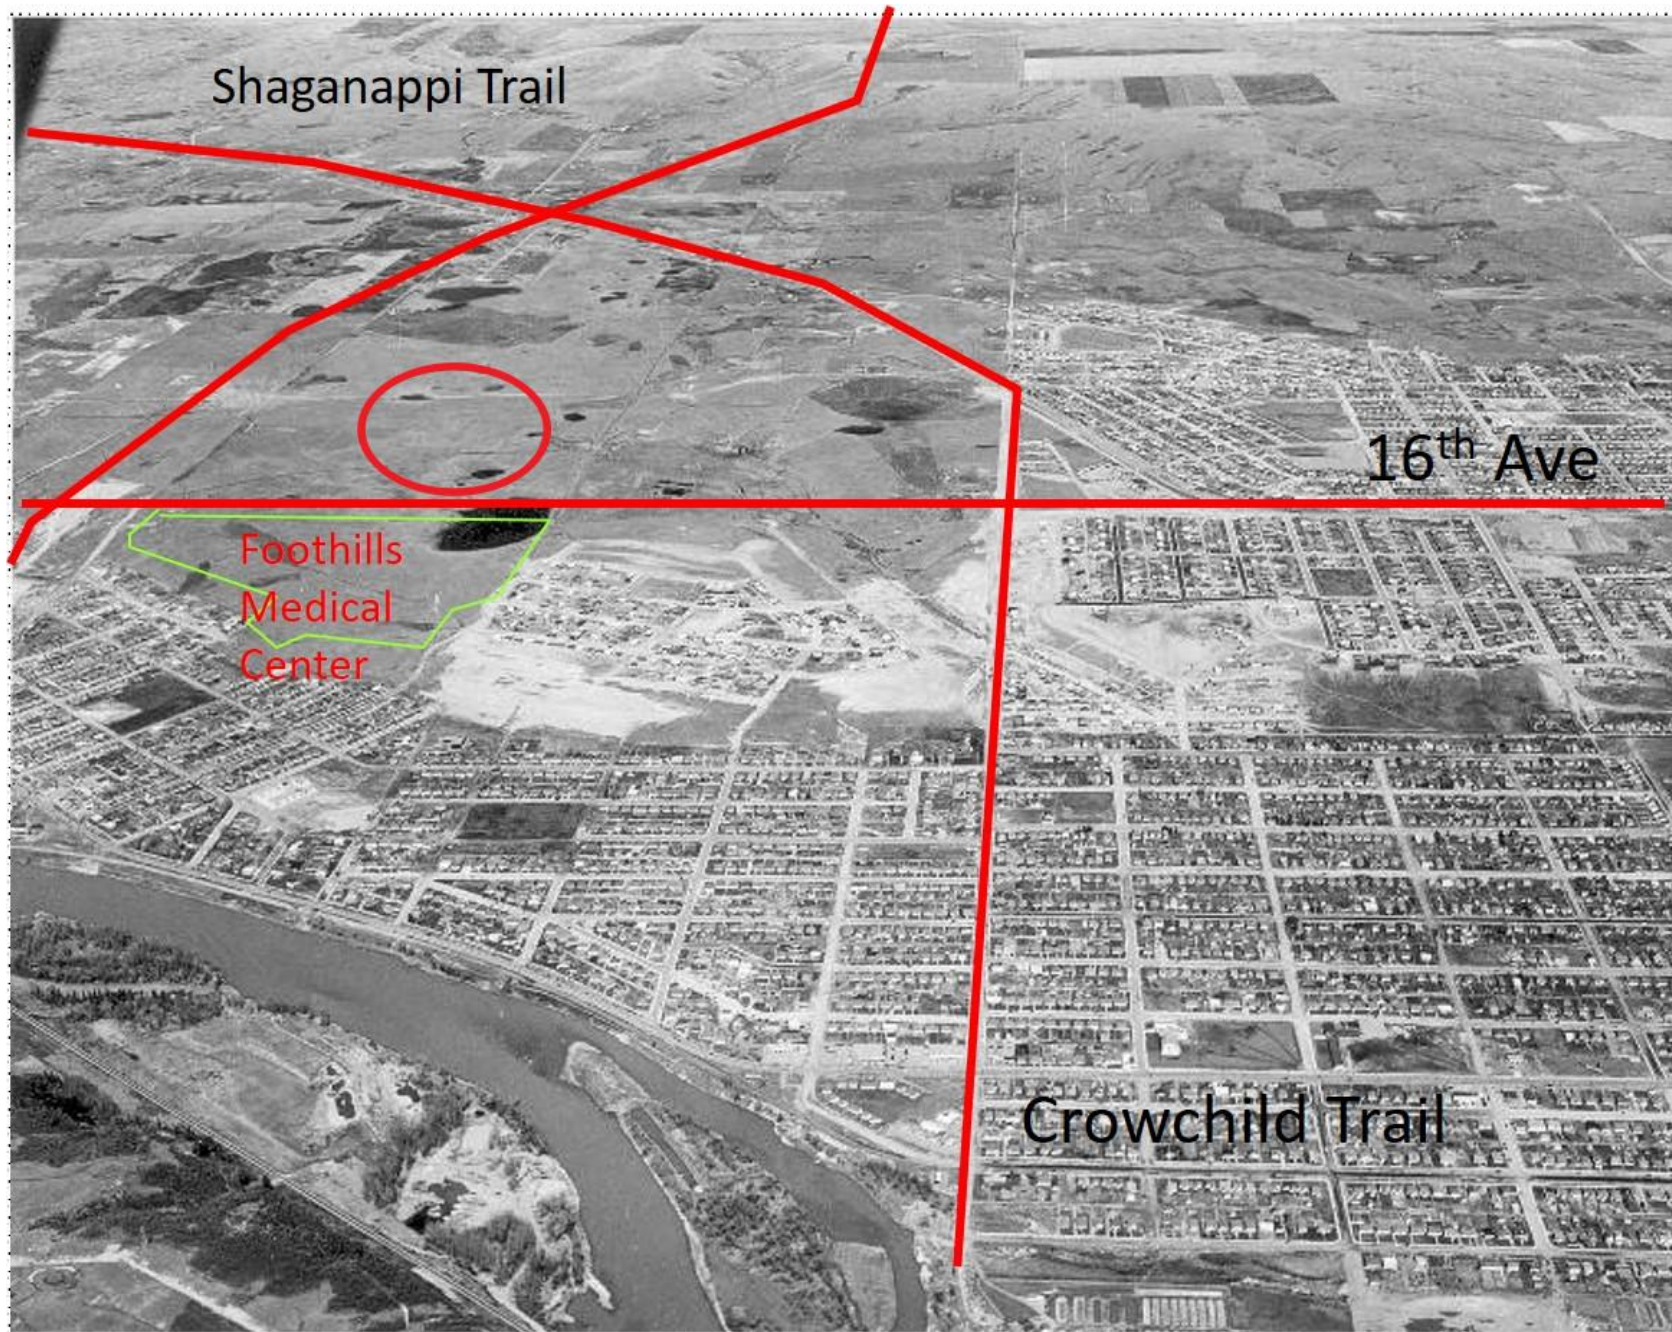 Shaganappi Trail
16th Ave
Foothills
Medical
Center
Crowchild Trail